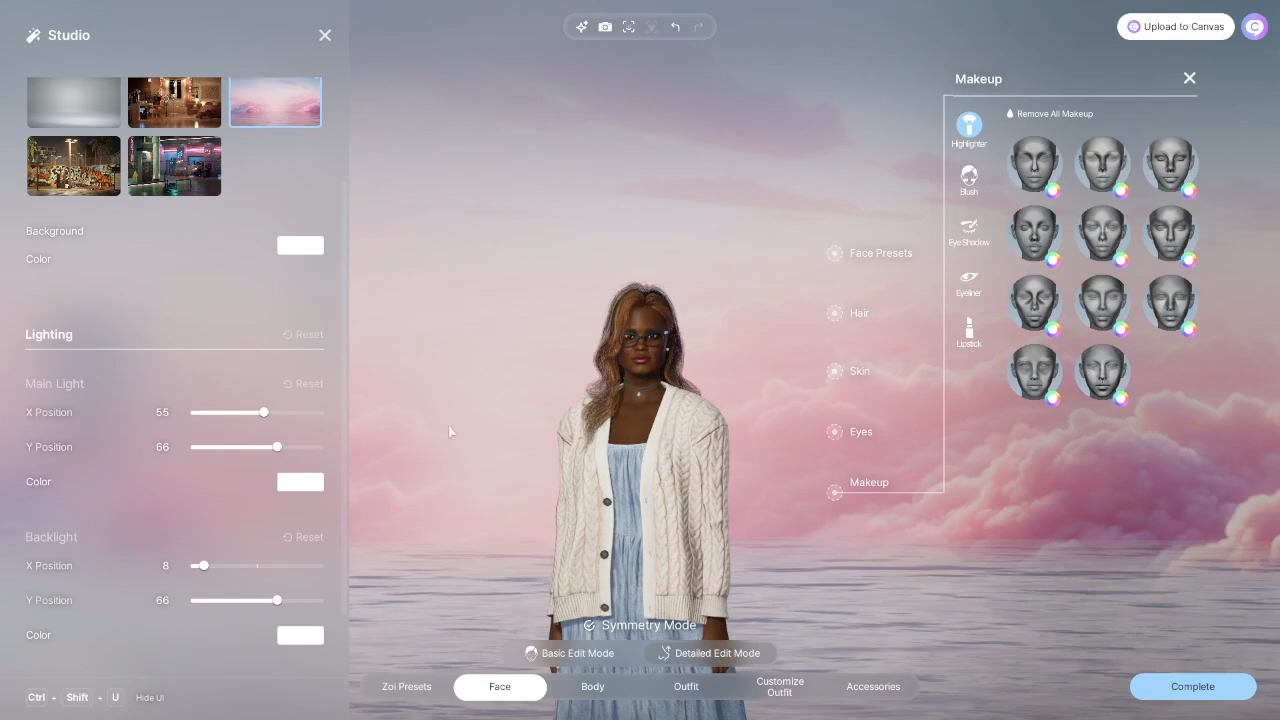 Studio
Background
Color
Lighting
Reset
Main Light
Reset
X Position 55
Y Position 66
Color
Backlight
Reset
X Position 8
Y Position 66
Color
Ctrl + Shift + U Hide UI
Upload to Canvas
Makeup
Remove All Makeup
Highlighter
Blush
Eye Shadow
Eyeliner
Lipstick
Face Presets
Hair
Skin
Eyes
Makeup
Symmetry Mode
Basic Edit Mode
Detailed Edit Mode
Zoi Presets
Face
Body
Outfit
Customize
Outfit
Accessories
Complete